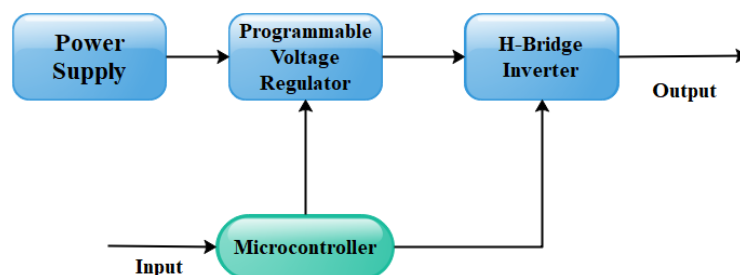 Power
Supply
Programmable
Voltage
Regulator
H-Bridge
Inverter
Output
Microcontroller
Input